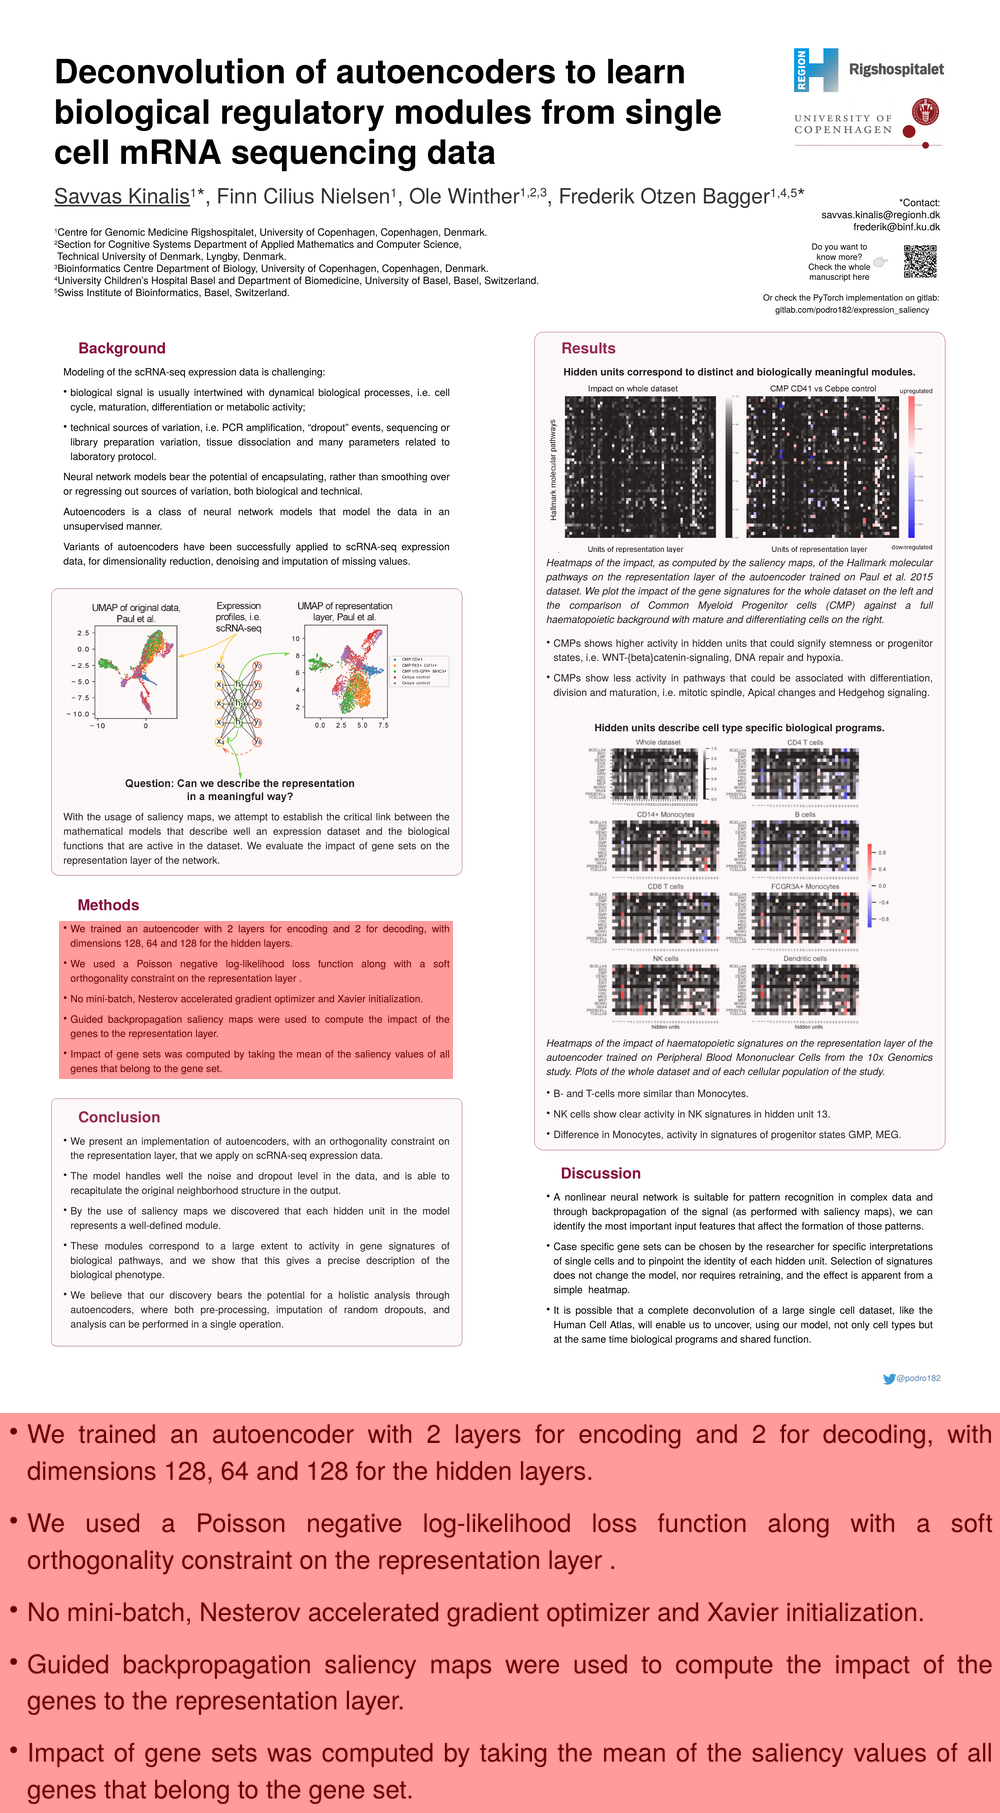 Deconvolution of autoencoders to learn
biological regulatory modules from single
cell mRNA sequencing data
REGION
Rigshospitalet
UNIVERSITY OF
COPENHAGEN
Savvas Kinalis1*, Finn Cilius Nielsen1, Ole Winther1,2,3, Frederik Otzen Bagger1,4,5*
1Centre for Genomic Medicine Rigshospitalet, University of Copenhagen, Copenhagen, Denmark.
2Section for Cognitive Systems Department of Applied Mathematics and Computer Science,
Technical University of Denmark, Lyngby, Denmark.
3Bioinformatics Centre Department of Biology, University of Copenhagen, Copenhagen, Denmark.
4University Children's Hospital Basel and Department of Biomedicine, University of Basel, Basel, Switzerland.
5Swiss Institute of Bioinformatics, Basel, Switzerland.
*Contact:
savvas.kinalis@regionh.dk
frederik@binf.ku.dk
Do you want to
know more?
Check the whole
manuscript here
Or check the PyTorch implementation on gitlab:
gitlab.com/podro182/expression_saliency
Background
Modeling of the scRNA-seq expression data is challenging:
• biological signal is usually intertwined with dynamical biological processes, i.e. cell
cycle, maturation, differentiation or metabolic activity;
• technical sources of variation, i.e. PCR amplification, “dropout” events, sequencing or
library preparation variation, tissue dissociation and many parameters related to
laboratory protocol.
Neural network models bear the potential of encapsulating, rather than smoothing over
or regressing out sources of variation, both biological and technical.
Autoencoders is a class of neural network models that model the data in an
unsupervised manner.
Variants of autoencoders have been successfully applied to scRNA-seq expression
data, for dimensionality reduction, denoising and imputation of missing values.
UMAP of original data,
Paul et al.
Expression
profiles, i.e.
scRNA-seq
UMAP of representation
layer, Paul et al.
Question: Can we describe the representation
in a meaningful way?
With the usage of saliency maps, we attempt to establish the critical link between the
mathematical models that describe well an expression dataset and the biological
functions that are active in the dataset. We evaluate the impact of gene sets on the
representation layer of the network.
Methods
• We trained an autoencoder with 2 layers for encoding and 2 for decoding, with
dimensions 128, 64 and 128 for the hidden layers.
• We used a Poisson negative log-likelihood loss function along with a soft
orthogonality constraint on the representation layer .
• No mini-batch, Nesterov accelerated gradient optimizer and Xavier initialization.
• Guided backpropagation saliency maps were used to compute the impact of the
genes to the representation layer.
• Impact of gene sets was computed by taking the mean of the saliency values of all
genes that belong to the gene set.
Conclusion
• We present an implementation of autoencoders, with an orthogonality constraint on
the representation layer, that we apply on scRNA-seq expression data.
• The model handles well the noise and dropout level in the data, and is able to
recapitulate the original neighborhood structure in the output.
• By the use of saliency maps we discovered that each hidden unit in the model
represents a well-defined module.
• These modules correspond to a large extent to activity in gene signatures of
biological pathways, and we show that this gives a precise description of the
biological phenotype.
• We believe that our discovery bears the potential for a holistic analysis through
autoencoders, where both pre-processing, imputation of random dropouts, and
analysis can be performed in a single operation.
Results
Hidden units correspond to distinct and biologically meaningful modules.
Impact on whole dataset
CMP CD41 vs Cebpe control
upregulated
Hallmark molecular pathways
Units of representation layer
Units of representation layer
downregulated
Heatmaps of the impact, as computed by the saliency maps, of the Hallmark molecular
pathways on the representation layer of the autoencoder trained on Paul et al. 2015
dataset. We plot the impact of the gene signatures for the whole dataset on the left and
the comparison of Common Myeloid Progenitor cells (CMP) against a full
haematopoietic background with mature and differentiating cells on the right.
• CMPs shows higher activity in hidden units that could signify stemness or progenitor
states, i.e. WNT-{beta}catenin-signaling, DNA repair and hypoxia.
• CMPs show less activity in pathways that could be associated with differentiation,
division and maturation, i.e. mitotic spindle, Apical changes and Hedgehog signaling.
Hidden units describe cell type specific biological programs.
Whole dataset
CD4 T cells
CD14+ Monocytes
B cells
CD8 T cells
FCGR3A+ Monocytes
NK cells
Dendritic cells
hidden units
hidden units
Heatmaps of the impact of haematopoietic signatures on the representation layer of the
autoencoder trained on Peripheral Blood Mononuclear Cells from the 10x Genomics
study. Plots of the whole dataset and of each cellular population of the study.
• B- and T-cells more similar than Monocytes.
• NK cells show clear activity in NK signatures in hidden unit 13.
• Difference in Monocytes, activity in signatures of progenitor states GMP, MEG.
Discussion
• A nonlinear neural network is suitable for pattern recognition in complex data and
through backpropagation of the signal (as performed with saliency maps), we can
identify the most important input features that affect the formation of those patterns.
• Case specific gene sets can be chosen by the researcher for specific interpretations
of single cells and to pinpoint the identity of each hidden unit. Selection of signatures
does not change the model, nor requires retraining, and the effect is apparent from a
simple heatmap.
• It is possible that a complete deconvolution of a large single cell dataset, like the
Human Cell Atlas, will enable us to uncover, using our model, not only cell types but
at the same time biological programs and shared function.
@podro182
• We trained an autoencoder with 2 layers for encoding and 2 for decoding, with
dimensions 128, 64 and 128 for the hidden layers.
• We used a Poisson negative log-likelihood loss function along with a soft
orthogonality constraint on the representation layer .
• No mini-batch, Nesterov accelerated gradient optimizer and Xavier initialization.
• Guided backpropagation saliency maps were used to compute the impact of the
genes to the representation layer.
• Impact of gene sets was computed by taking the mean of the saliency values of all
genes that belong to the gene set.